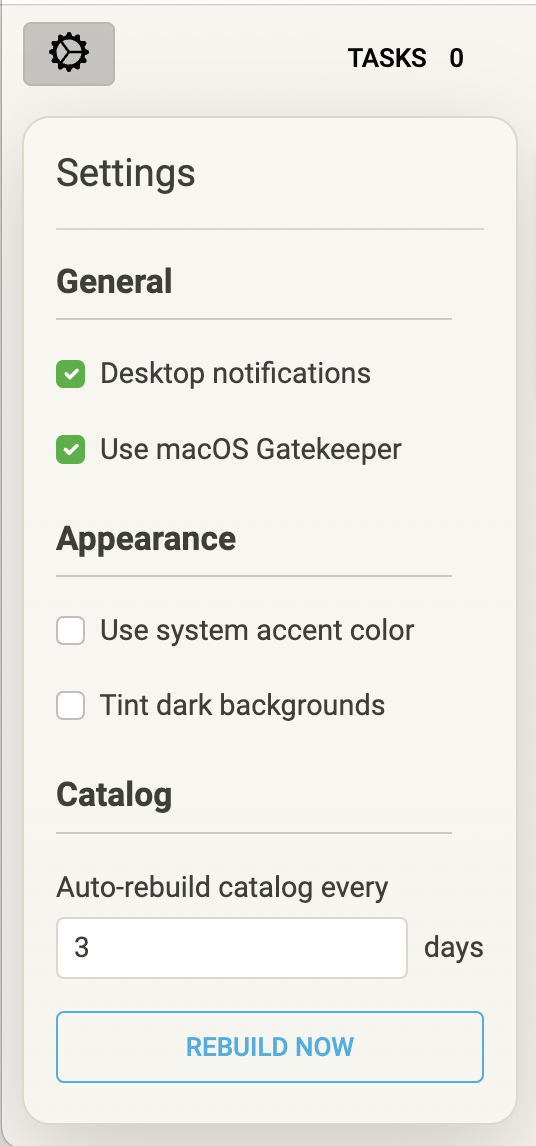 TASKS 0
Settings
General
Desktop notifications
Use macOS Gatekeeper
Appearance
Use system accent color
Tint dark backgrounds
Catalog
Auto-rebuild catalog every
3 days
REBUILD NOW